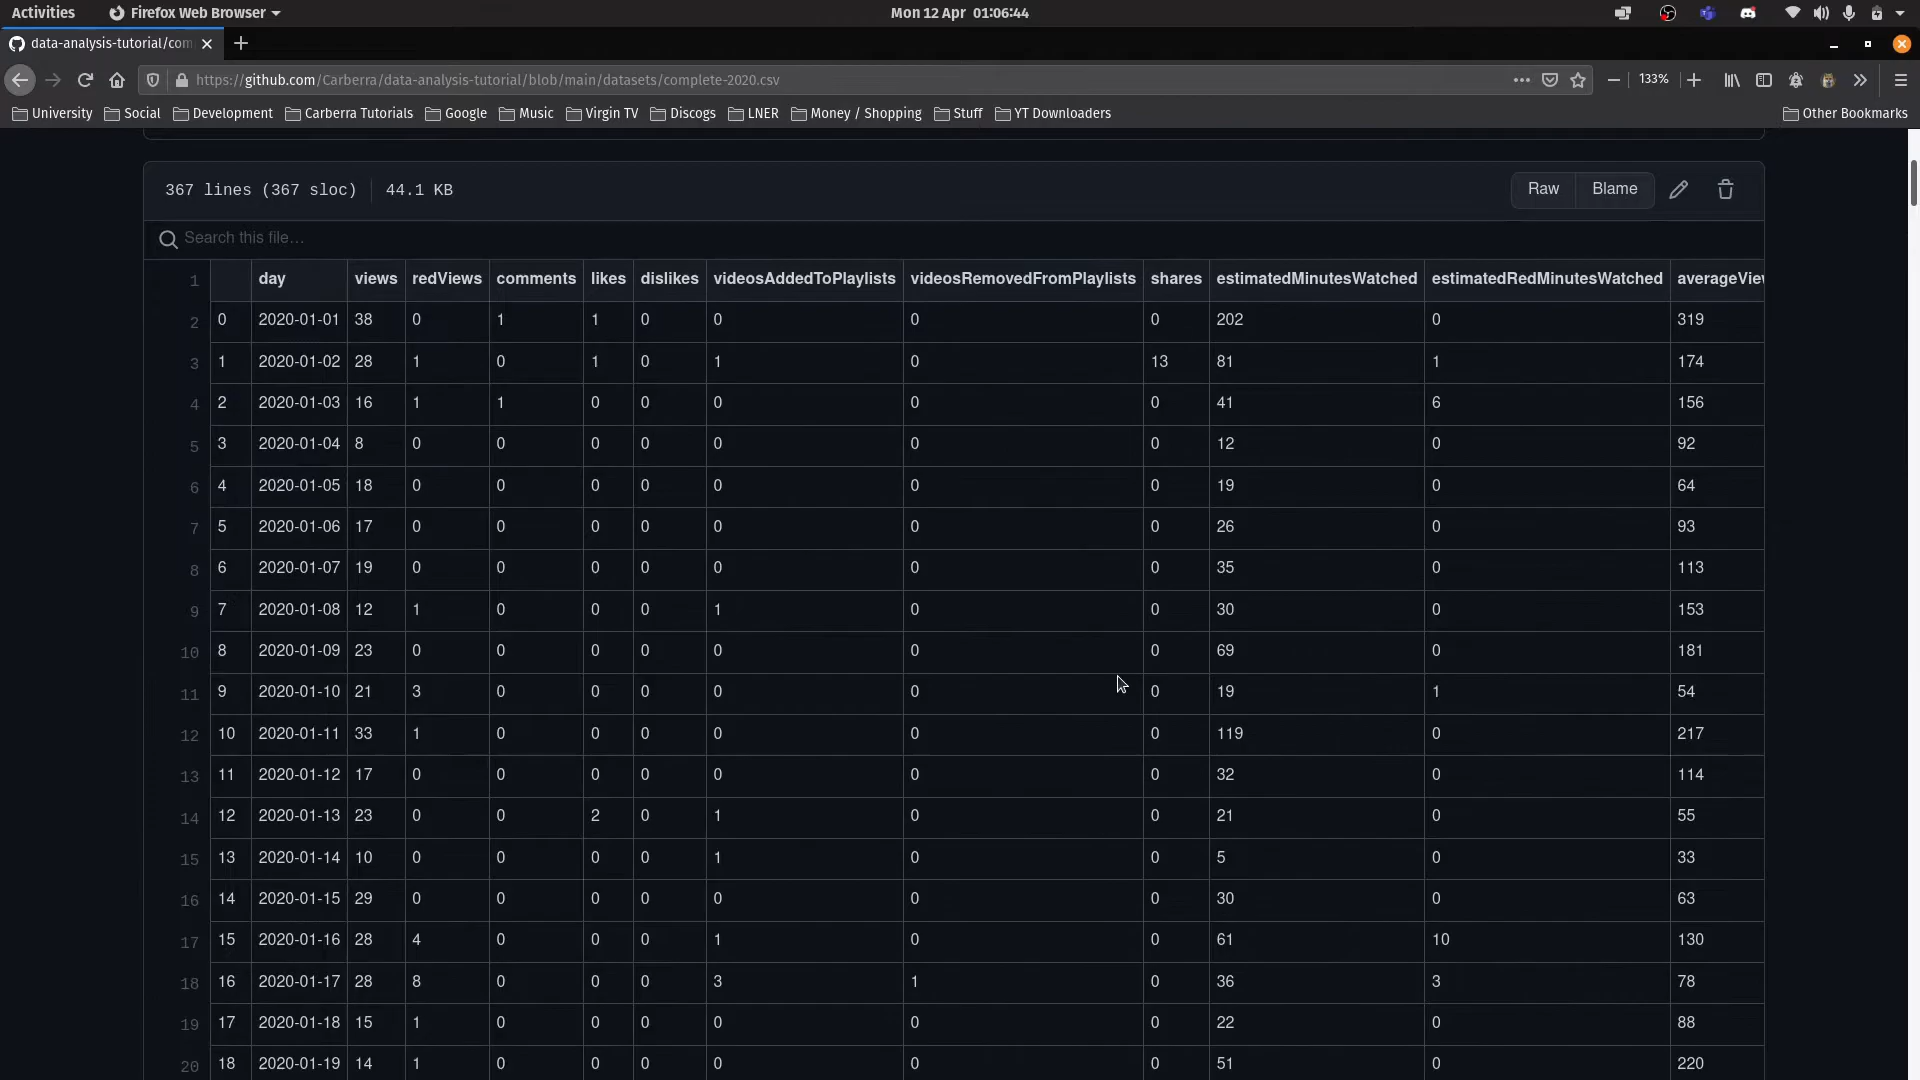 Activities Firefox Web Browser Mon 12 Apr 01:06:44
data-analysis-tutorial/com
https://github.com/Carberra/data-analysis-tutorial/blob/main/datasets/complete-2020.csv 133%
University Social Development Carberra Tutorials Google Music Virgin TV Discogs LNER Money / Shopping Stuff YT Downloaders Other Bookmarks
367 lines (367 sloc) 44.1 KB Raw Blame
Search this file…
1 day views redViews comments likes dislikes videosAddedToPlaylists videosRemovedFromPlaylists shares estimatedMinutesWatched estimatedRedMinutesWatched averageView
2 0 2020-01-01 38 0 1 1 0 0 0 0 202 0 319
3 1 2020-01-02 28 1 0 1 0 1 0 13 81 1 174
4 2 2020-01-03 16 1 1 0 0 0 0 0 41 6 156
5 3 2020-01-04 8 0 0 0 0 0 0 0 12 0 92
6 4 2020-01-05 18 0 0 0 0 0 0 0 19 0 64
7 5 2020-01-06 17 0 0 0 0 0 0 0 26 0 93
8 6 2020-01-07 19 0 0 0 0 0 0 0 35 0 113
9 7 2020-01-08 12 1 0 0 0 1 0 0 30 0 153
10 8 2020-01-09 23 0 0 0 0 0 0 0 69 0 181
11 9 2020-01-10 21 3 0 0 0 0 0 0 19 1 54
12 10 2020-01-11 33 1 0 0 0 0 0 0 119 0 217
13 11 2020-01-12 17 0 0 0 0 0 0 0 32 0 114
14 12 2020-01-13 23 0 0 2 0 1 0 0 21 0 55
15 13 2020-01-14 10 0 0 0 0 1 0 0 5 0 33
16 14 2020-01-15 29 0 0 0 0 0 0 0 30 0 63
17 15 2020-01-16 28 4 0 0 0 1 0 0 61 10 130
18 16 2020-01-17 28 8 0 0 0 3 1 0 36 3 78
19 17 2020-01-18 15 1 0 0 0 0 0 0 22 0 88
20 18 2020-01-19 14 1 0 0 0 0 0 0 51 0 220